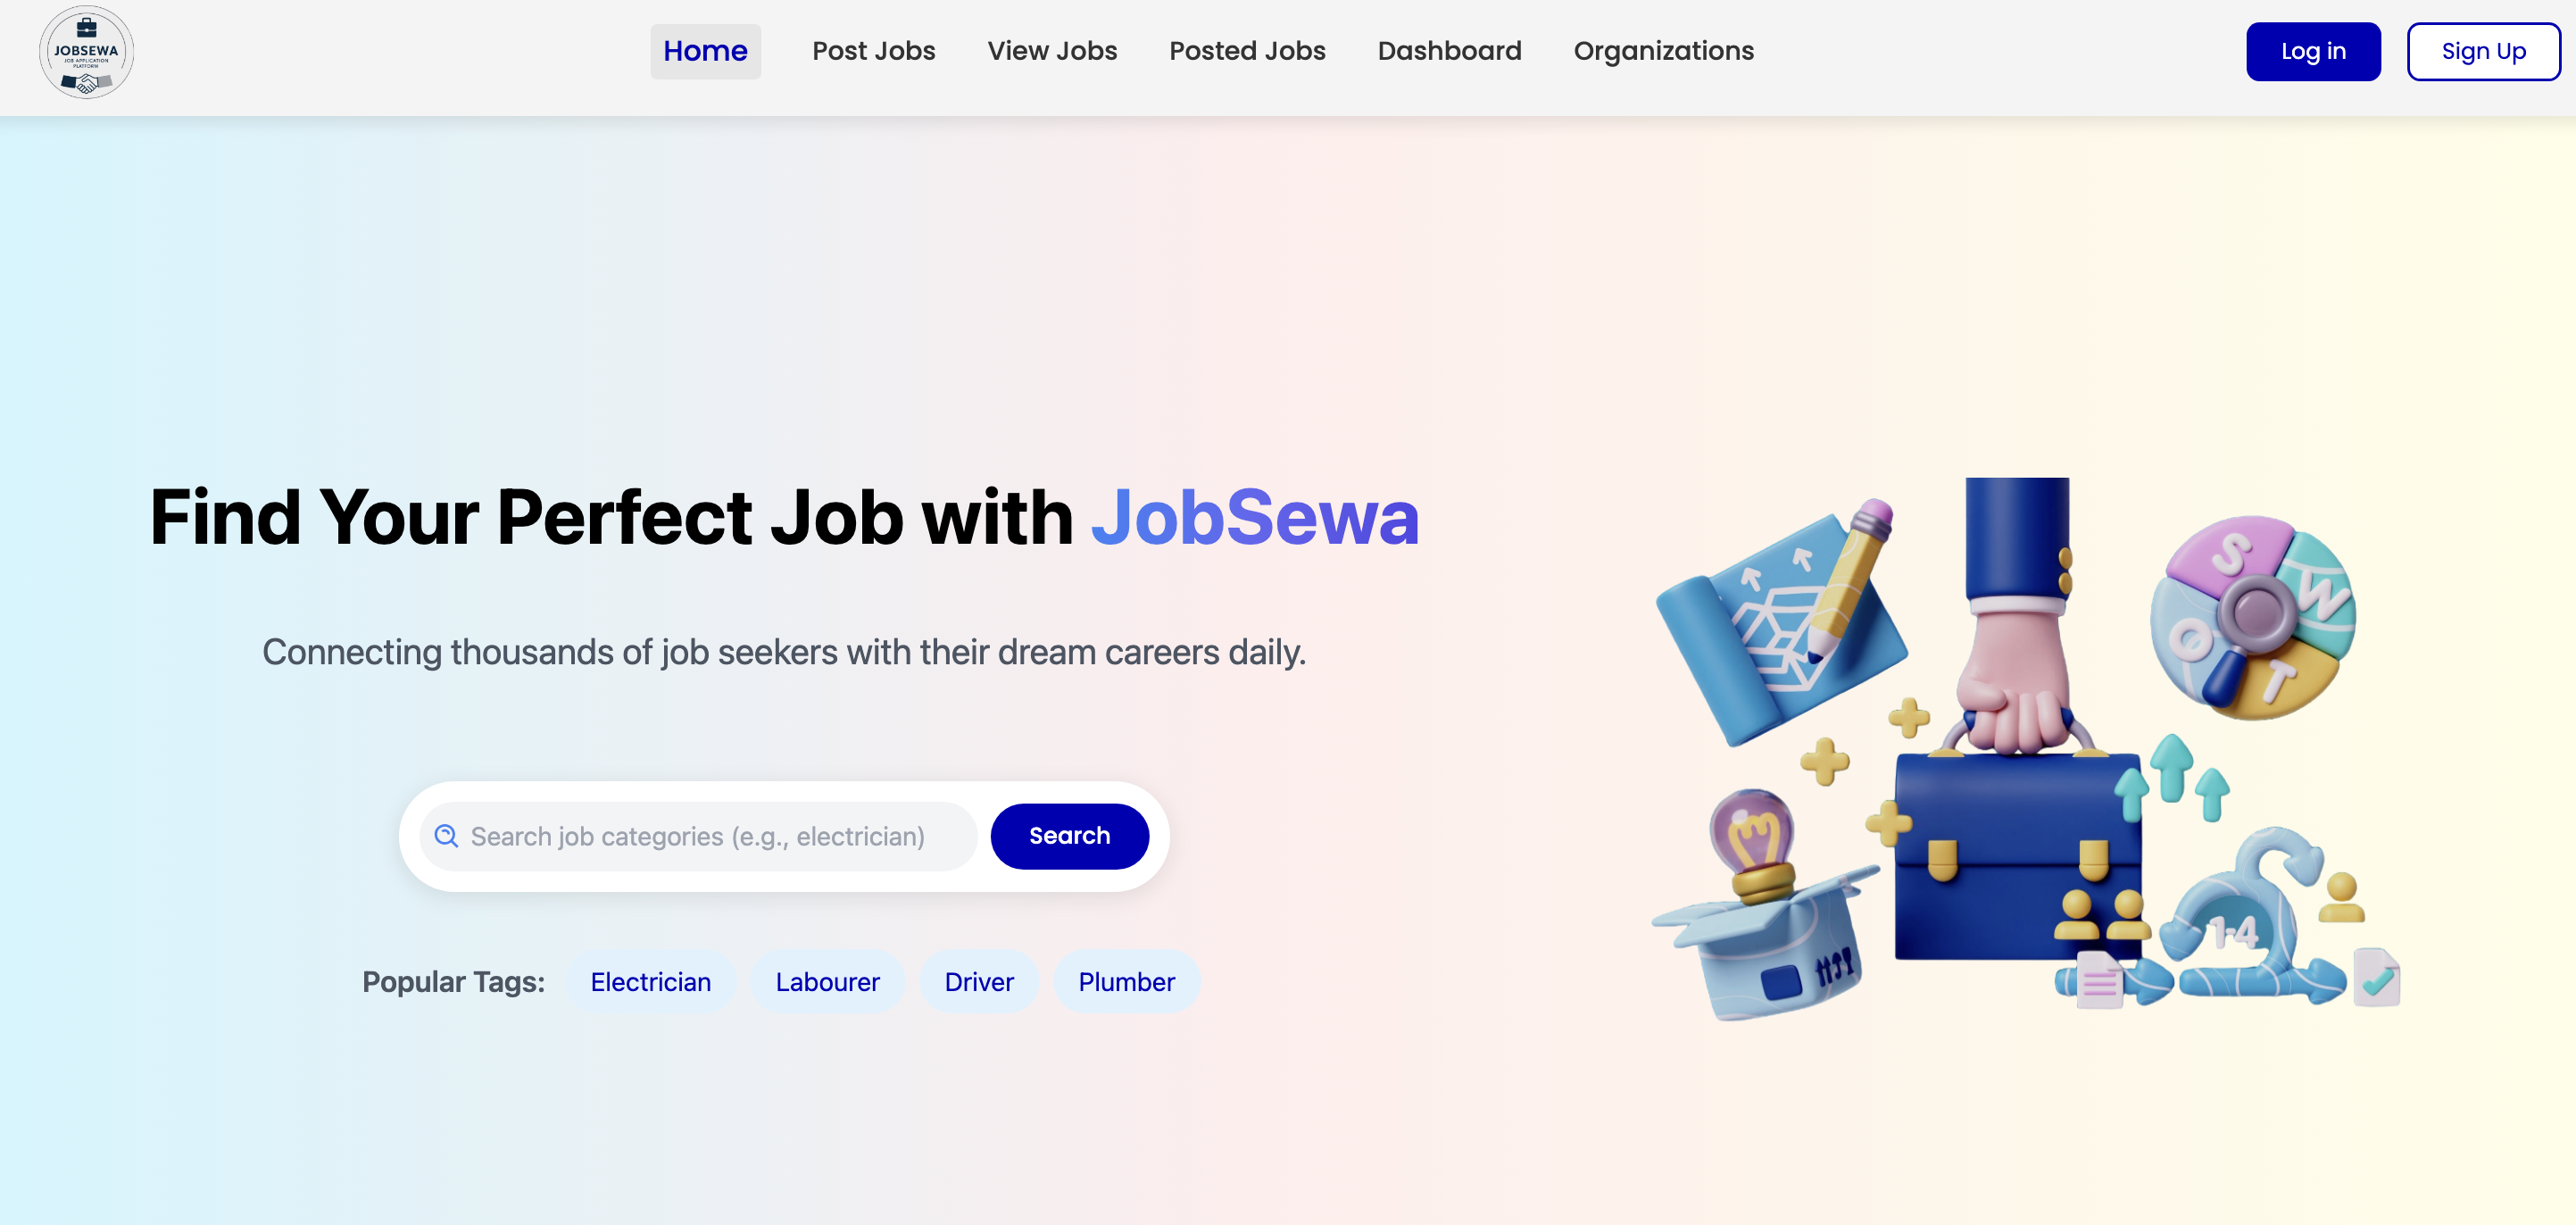 JOBSEWA
JOB APPLICATION
PLATFORM
Home Post Jobs View Jobs Posted Jobs Dashboard Organizations Log in Sign Up
Find Your Perfect Job with JobSewa
Connecting thousands of job seekers with their dream careers daily.
Search job categories (e.g., electrician) Search
Popular Tags: Electrician Labourer Driver Plumber
S W O T
1-4